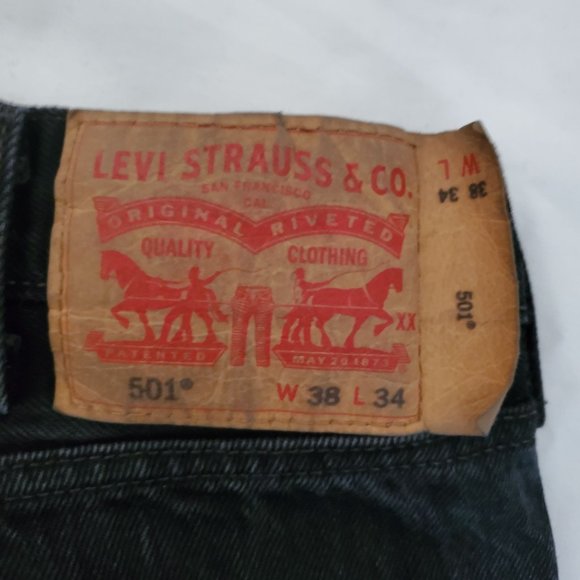 LEVI STRAUSS & CO.
SAN FRANCISCO
CAL.
ORIGINAL RIVETED
QUALITY CLOTHING
XX
PATENTED MAY 20 1873
501®
W 38 L 34
W L
38 34
501®